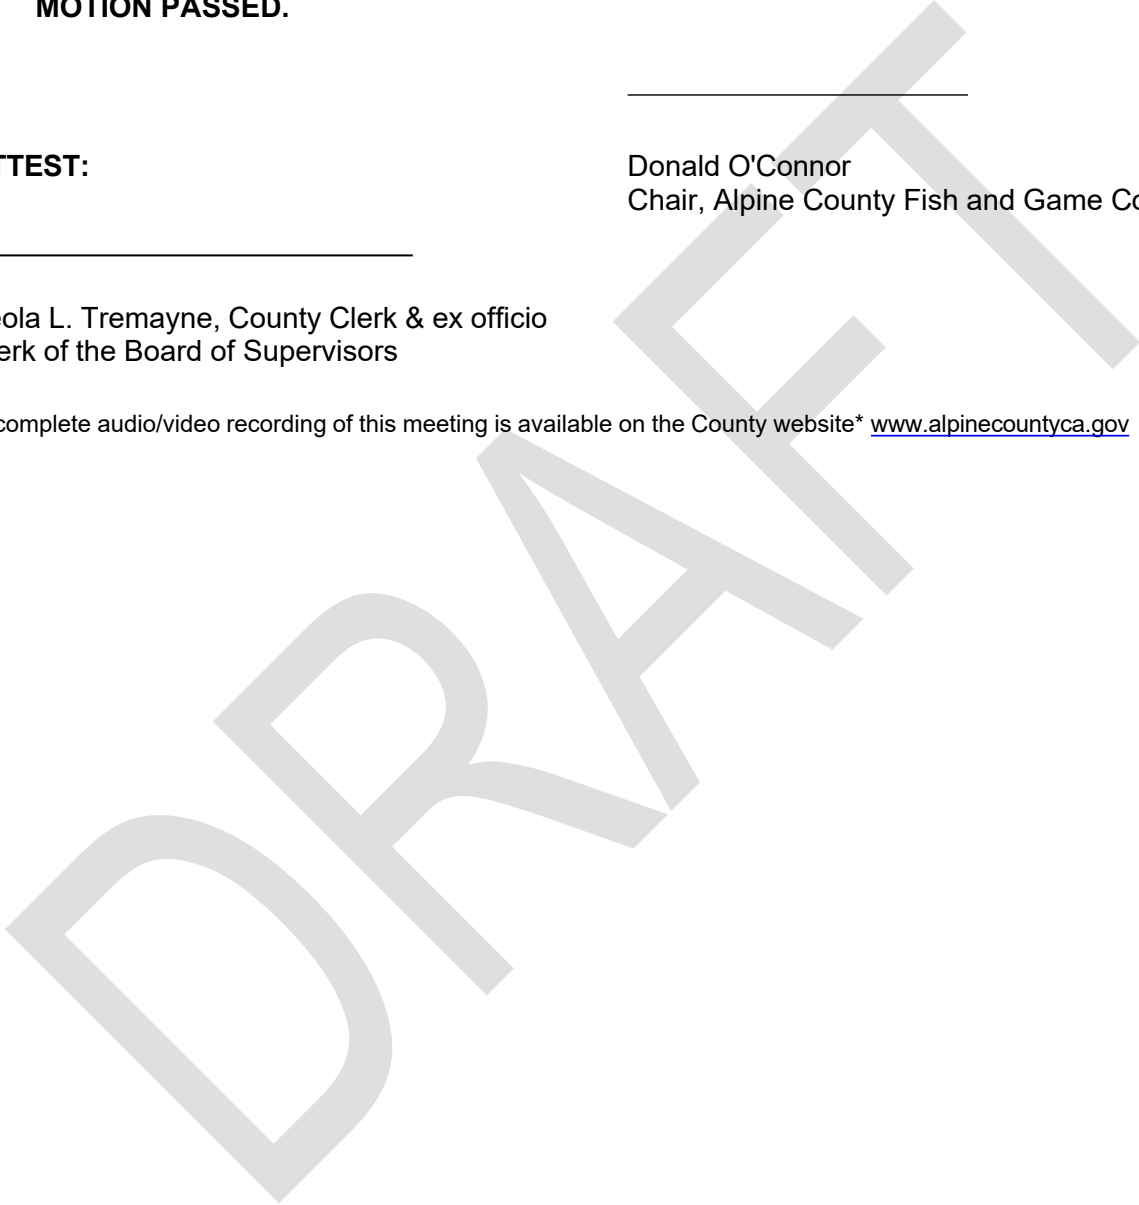 MOTION PASSED.
TTEST:
Donald O'Connor
Chair, Alpine County Fish and Game Co
eola L. Tremayne, County Clerk & ex officio
erk of the Board of Supervisors
complete audio/video recording of this meeting is available on the County website* www.alpinecountyca.gov
DRAFT